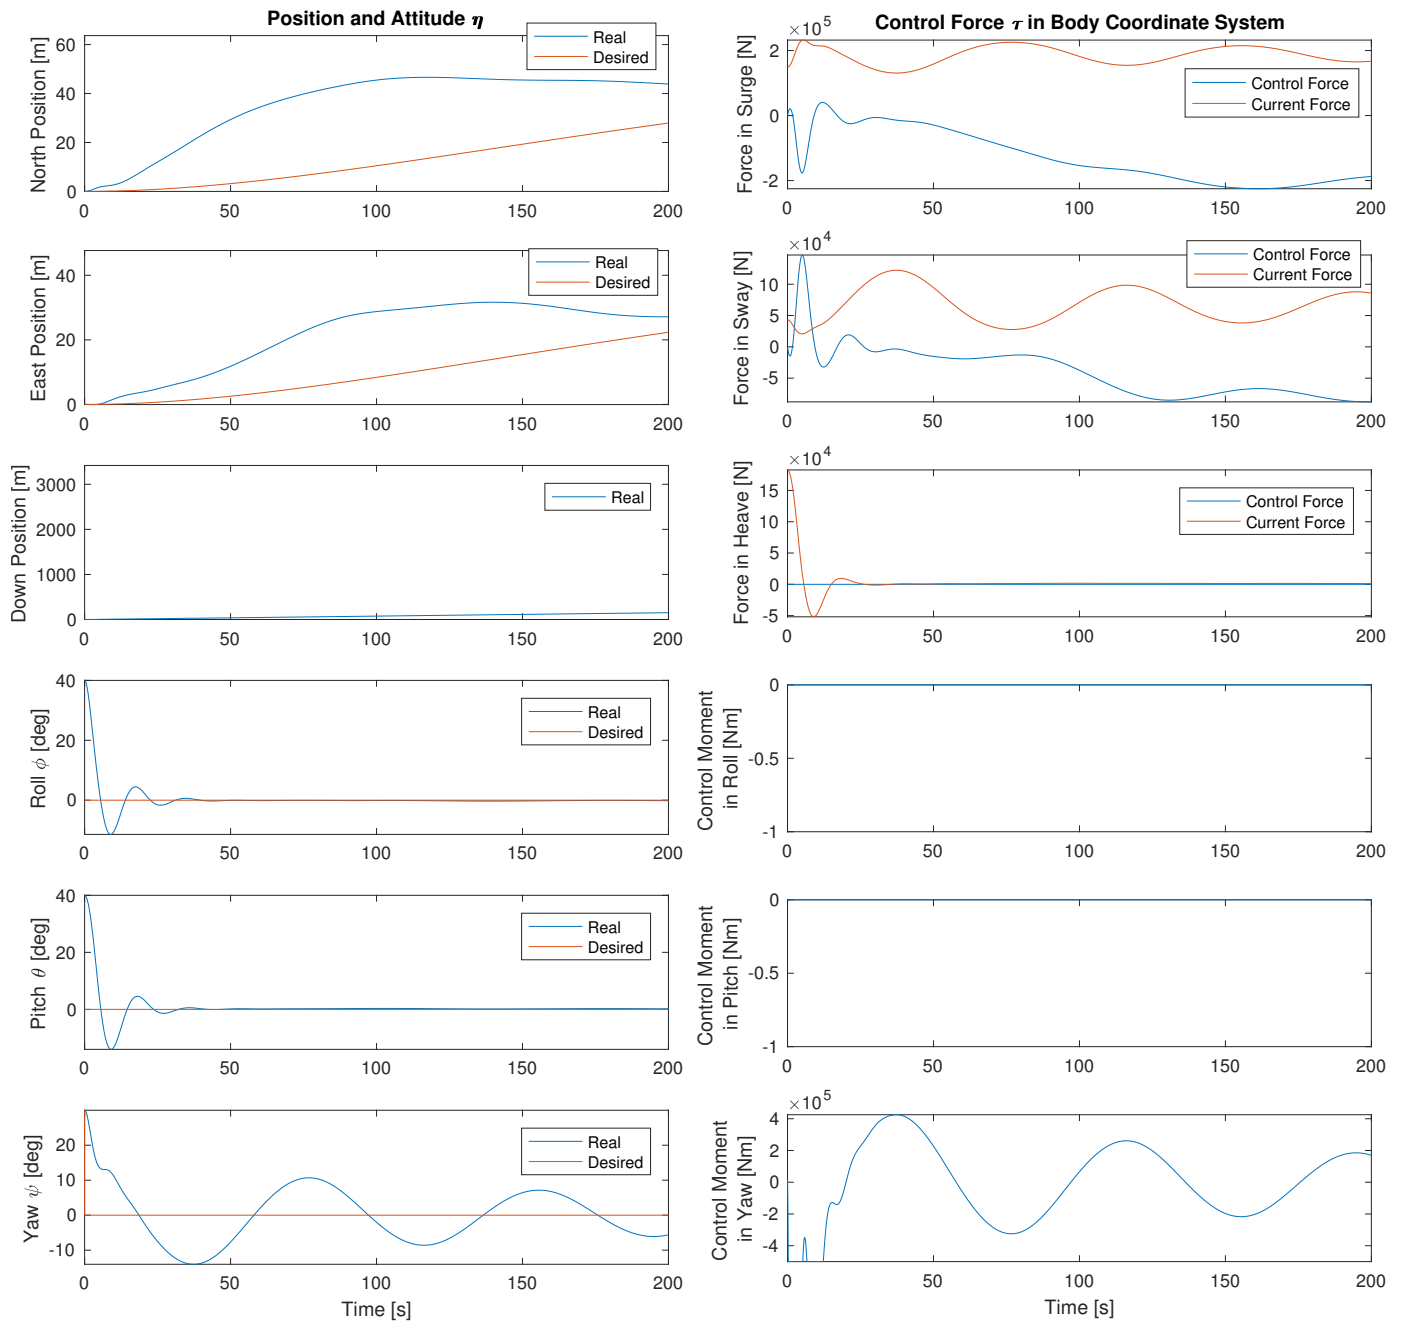 Position and Attitude η
North Position [m]
60
40
20
0
Real
Desired
0 50 100 150 200
East Position [m]
40
20
0
Real
Desired
0 50 100 150 200
Down Position [m]
3000
2000
1000
0
Real
0 50 100 150 200
Roll ϕ [deg]
40
20
0
Real
Desired
0 50 100 150 200
Pitch θ [deg]
40
20
0
Real
Desired
0 50 100 150 200
Yaw ψ [deg]
20
10
0
-10
Real
Desired
0 50 100 150 200
Time [s]
Control Force τ in Body Coordinate System
×10^5
Force in Surge [N]
2
0
-2
Control Force
Current Force
0 50 100 150 200
×10^4
Force in Sway [N]
10
5
0
-5
Control Force
Current Force
0 50 100 150 200
×10^4
Force in Heave [N]
15
10
5
0
-5
Control Force
Current Force
0 50 100 150 200
Control Moment
in Roll [Nm]
0
-0.5
-1
0 50 100 150 200
Control Moment
in Pitch [Nm]
0
-0.5
-1
0 50 100 150 200
×10^5
Control Moment
in Yaw [Nm]
4
2
0
-2
-4
0 50 100 150 200
Time [s]